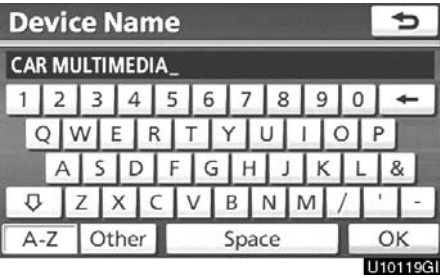 Device Name
CAR MULTIMEDIA_
1 2 3 4 5 6 7 8 9 0 ←
Q W E R T Y U I O P
A S D F G H J K L &
⇩ Z X C V B N M / ' -
A-Z Other Space OK
U10119GI